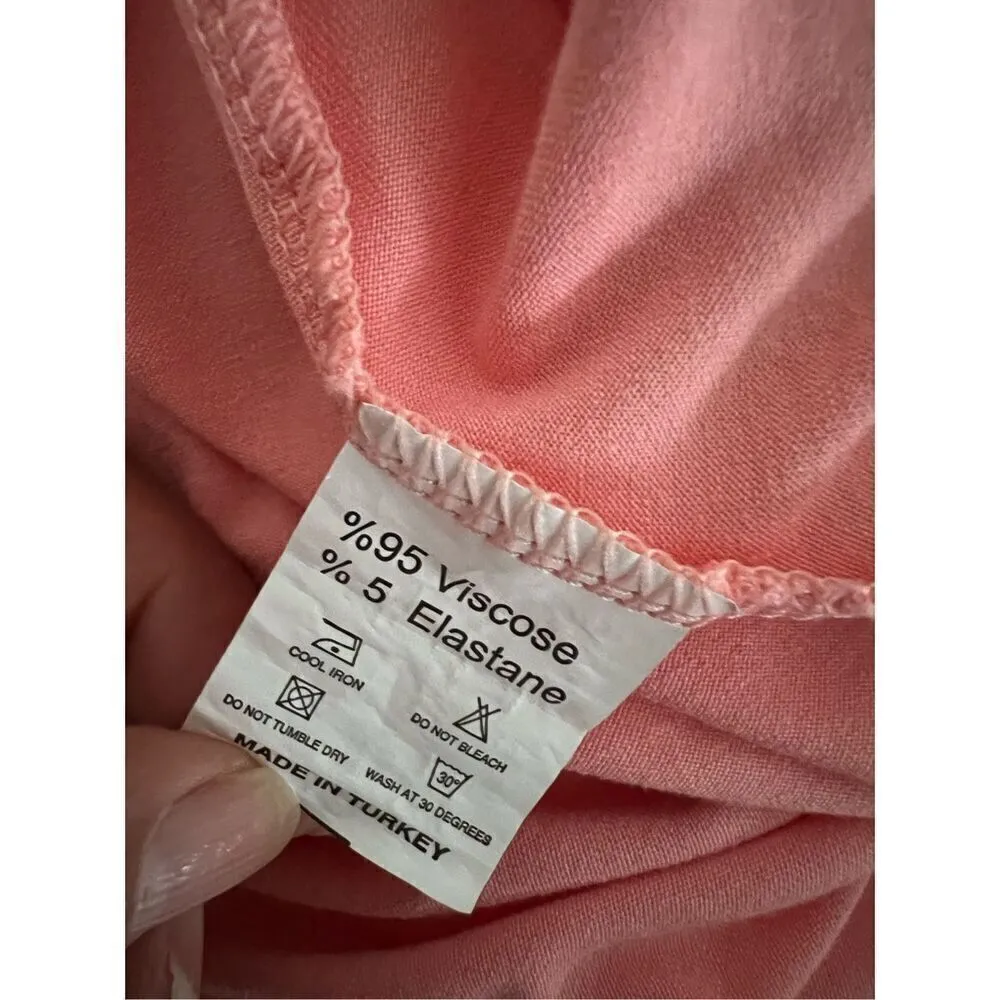 %95 Viscose
% 5 Elastane
COOL IRON
DO NOT BLEACH
DO NOT TUMBLE DRY
30°
WASH AT 30 DEGREES
MADE IN TURKEY